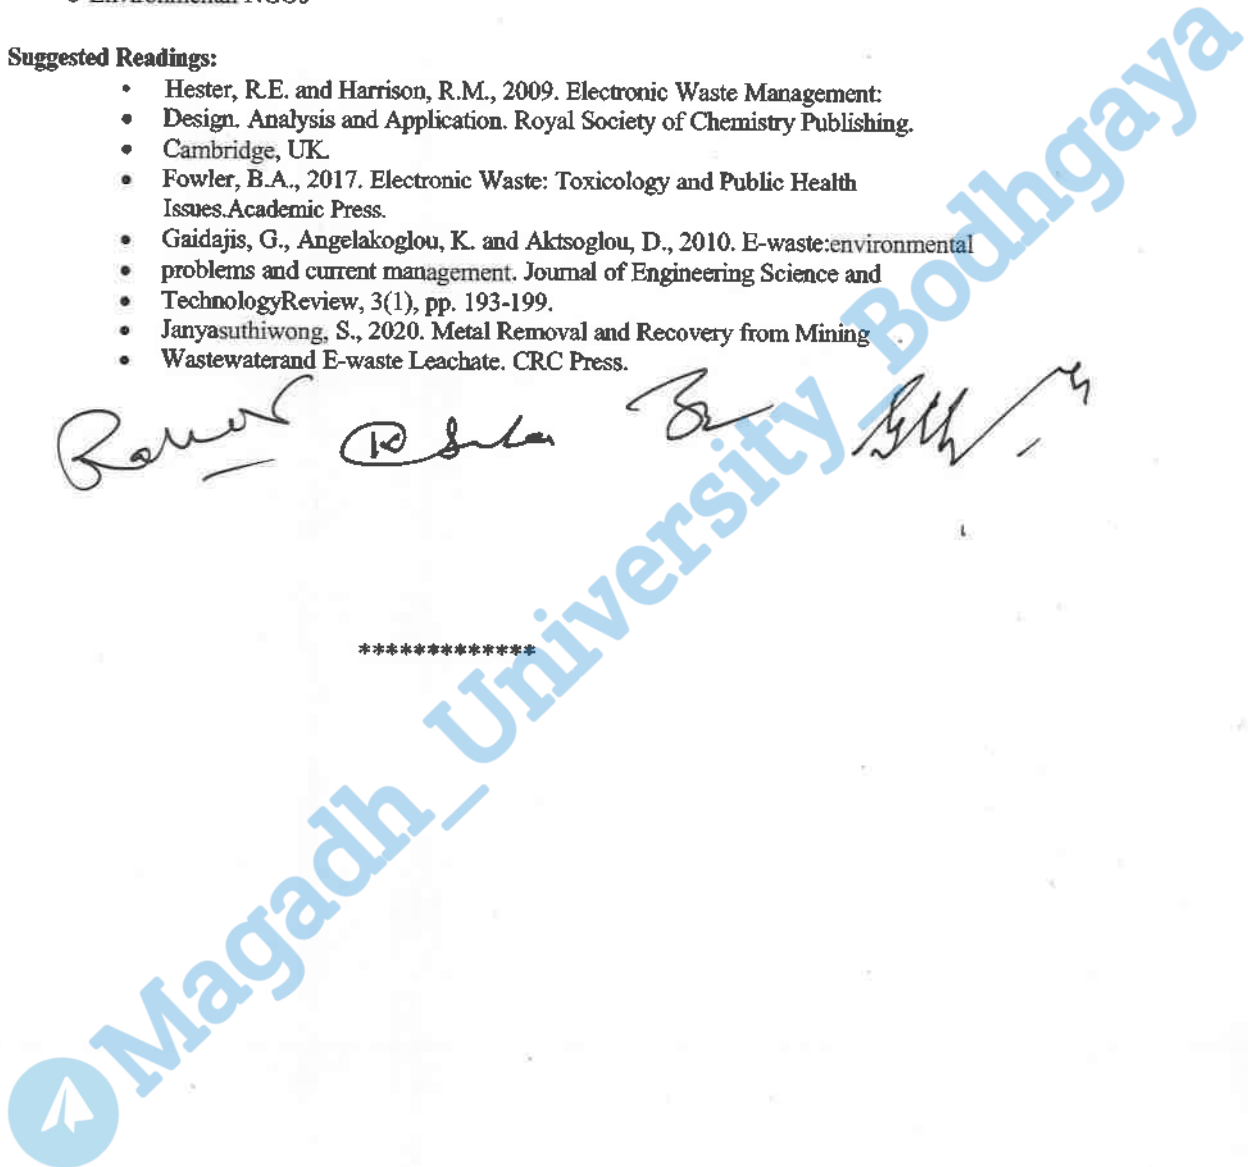 Suggested Readings:
• Hester, R.E. and Harrison, R.M., 2009. Electronic Waste Management:
• Design. Analysis and Application. Royal Society of Chemistry Publishing.
• Cambridge, UK.
• Fowler, B.A., 2017. Electronic Waste: Toxicology and Public Health
Issues.Academic Press.
• Gaidajis, G., Angelakoglou, K. and Aktsoglou, D., 2010. E-waste:environmental
• problems and current management. Journal of Engineering Science and
• TechnologyReview, 3(1), pp. 193-199.
• Janyasuthiwong, S., 2020. Metal Removal and Recovery from Mining
• Wastewaterand E-waste Leachate. CRC Press.
*************
Magadh_University_Bodhgaya